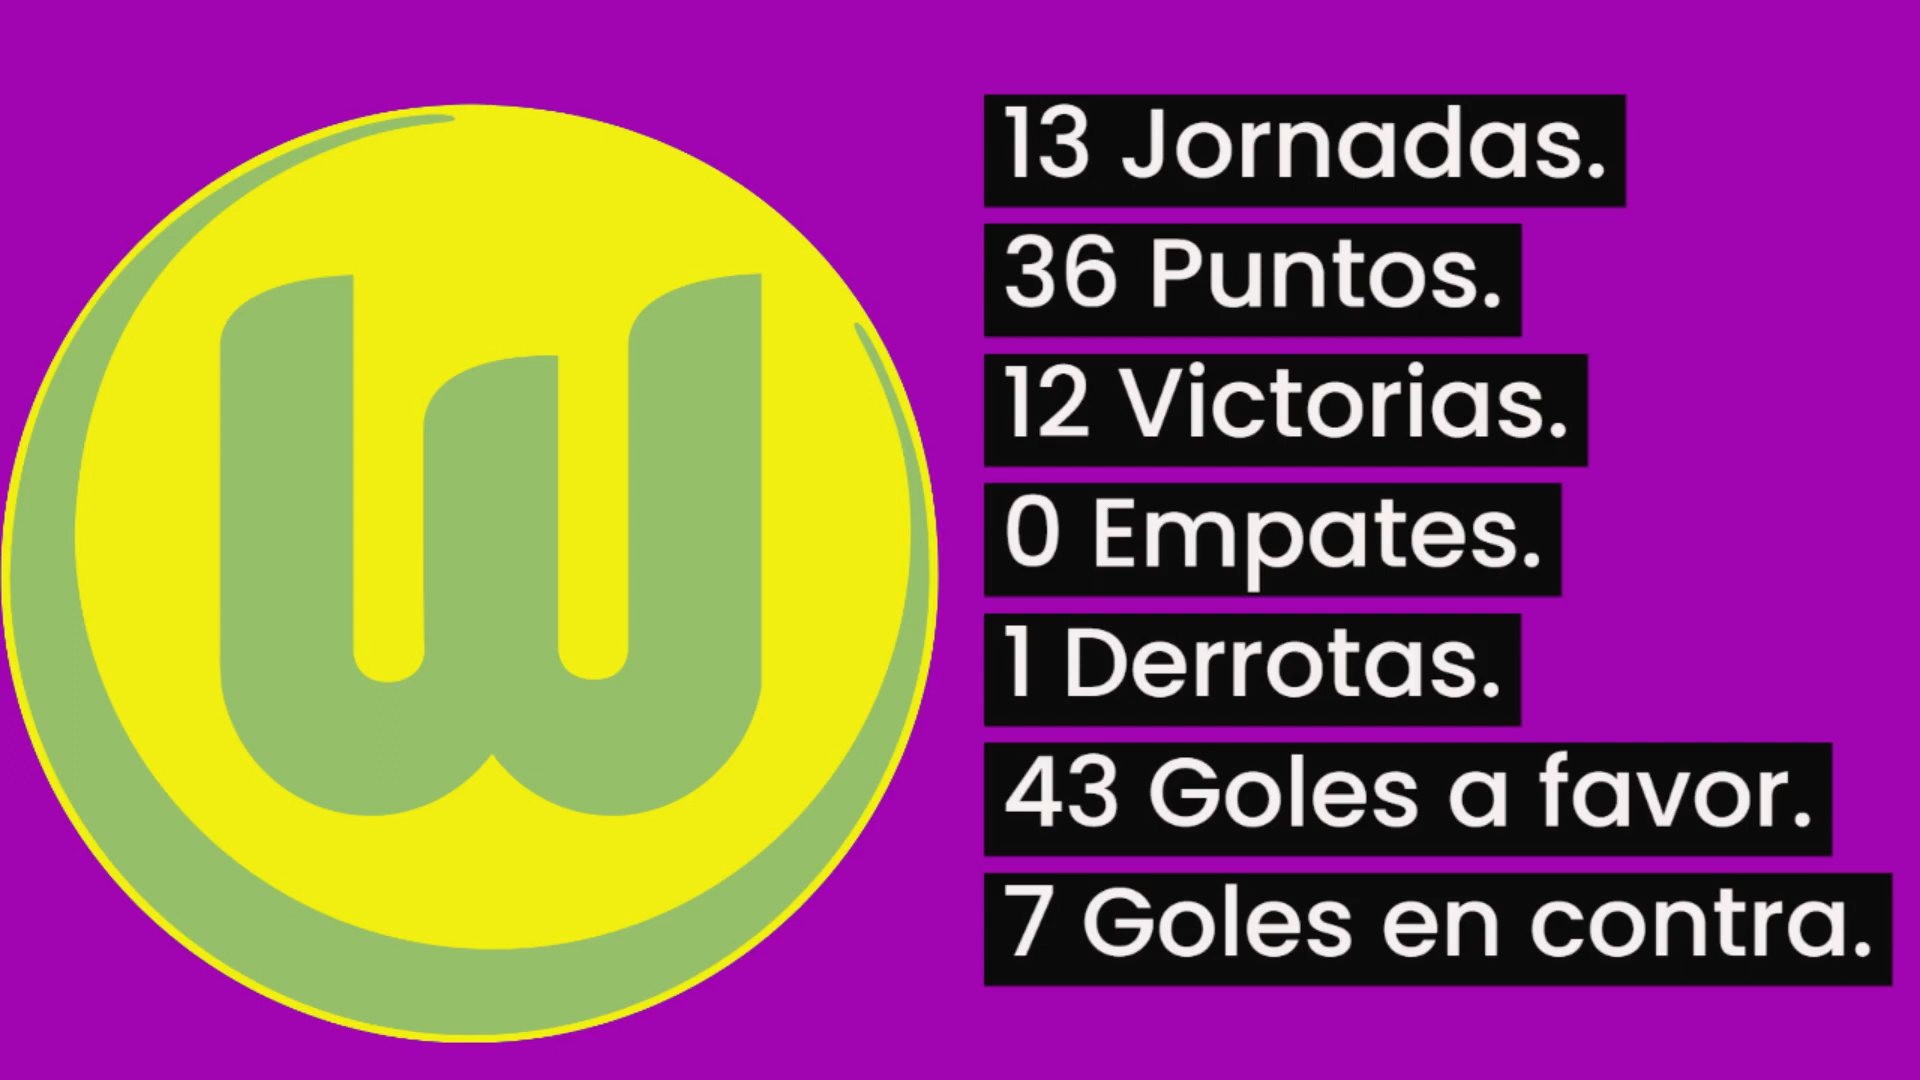 W
13 Jornadas.
36 Puntos.
12 Victorias.
0 Empates.
1 Derrotas.
43 Goles a favor.
7 Goles en contra.